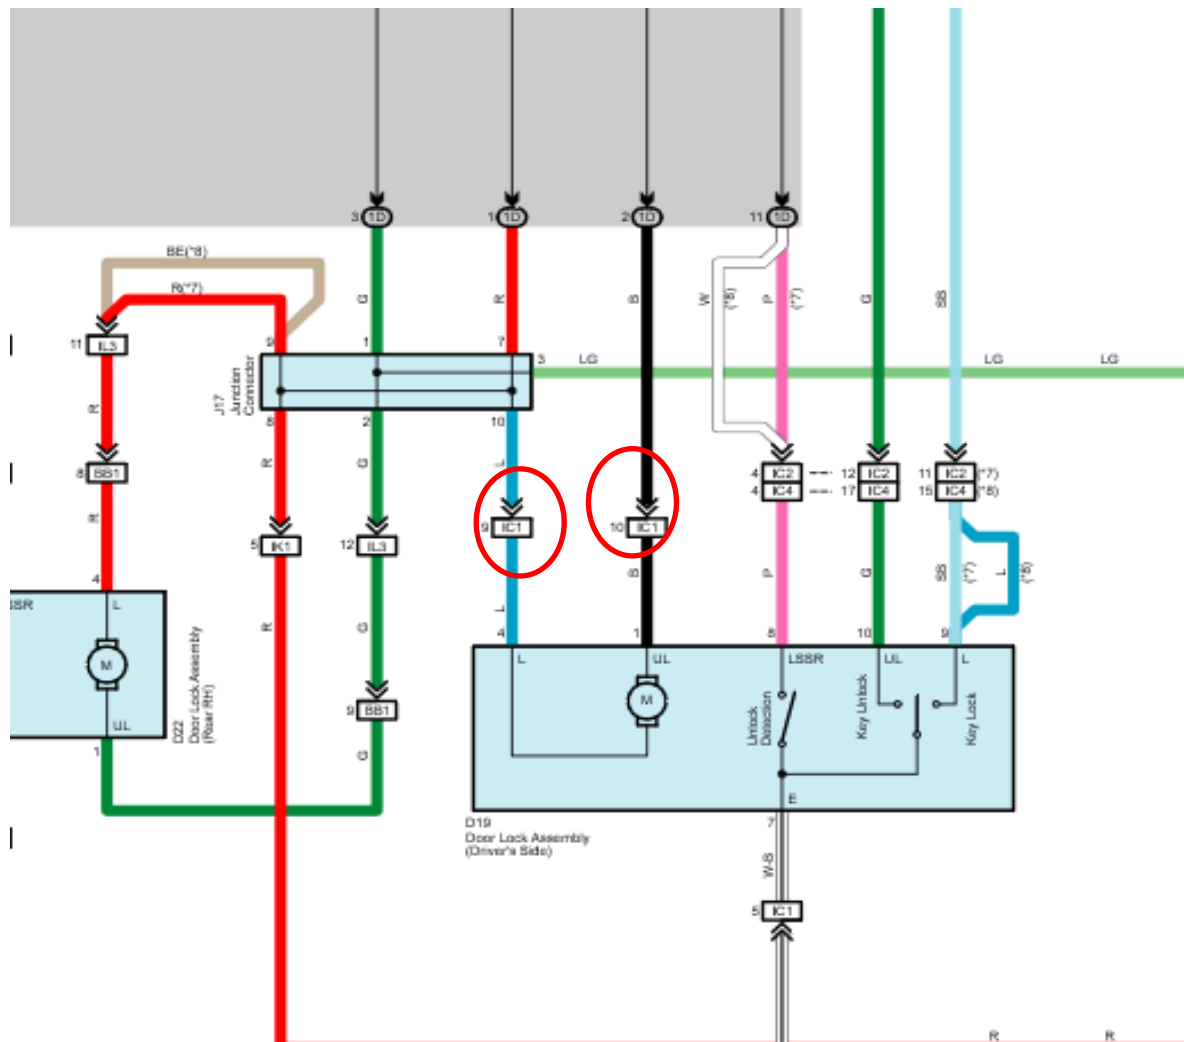 3 1D
1 1D
2 1D
11 1D
BE(*8)
R(*7)
G
R
B
W
(*8)
P
(*7)
G
SB
11 IL3
9
1
7
3
LG
LG
LG
J17
Junction
Connector
8
2
10
R
R
G
L
8 BB1
4 IC2
12 IC2
11 IC2 (*7)
4 IC4
17 IC4
15 IC4 (*8)
9 IC1
10 IC1
R
5 IK1
12 IL3
4
SSR
L
M
UL
1
D22
Door Lock Assembly
(Rear RH)
R
G
9 BB1
G
L
B
P
G
SB
(*7)
L
(*8)
4
1
8
10
9
L
UL
LSSR
UL
L
M
Unlock
Detection
Key Unlock
Key Lock
E
7
D19
Door Lock Assembly
(Driver's Side)
W-B
5 IC1
R
R